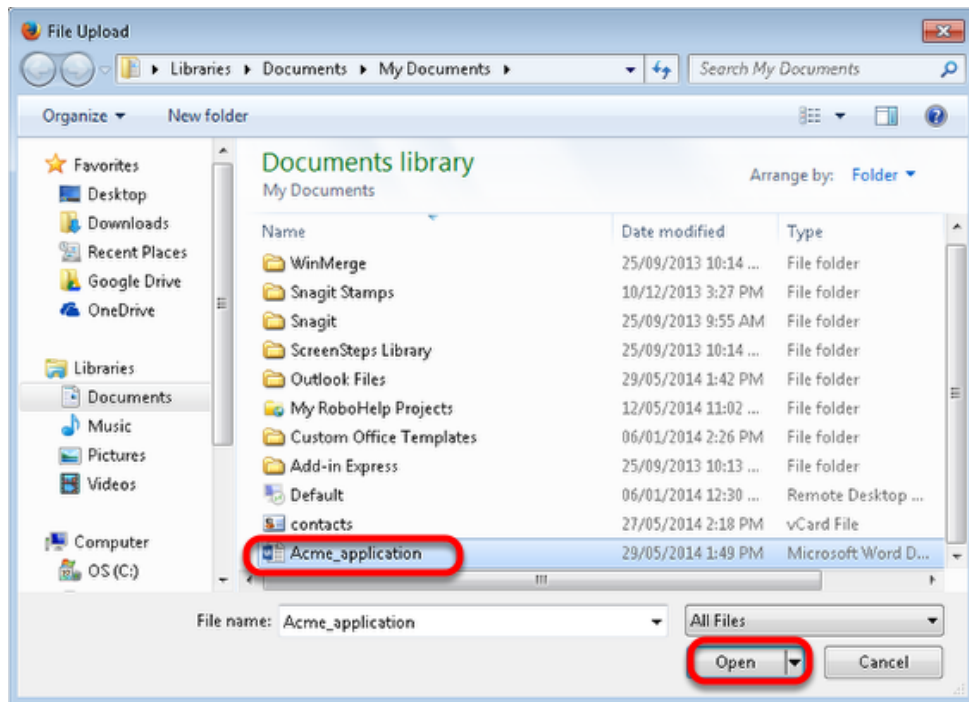 File Upload
Libraries Documents My Documents Search My Documents
Organize New folder
Favorites
Desktop
Downloads
Recent Places
Google Drive
OneDrive
Libraries
Documents
Music
Pictures
Videos
Computer
OS (C:)
Documents library
My Documents
Arrange by: Folder
Name Date modified Type
WinMerge 25/09/2013 10:14 ... File folder
Snagit Stamps 10/12/2013 3:27 PM File folder
Snagit 25/09/2013 9:55 AM File folder
ScreenSteps Library 25/09/2013 10:14 ... File folder
Outlook Files 29/05/2014 1:42 PM File folder
My RoboHelp Projects 12/05/2014 11:02 ... File folder
Custom Office Templates 06/01/2014 2:26 PM File folder
Add-in Express 25/09/2013 10:13 ... File folder
Default 06/01/2014 12:30 ... Remote Desktop ...
contacts 27/05/2014 2:18 PM vCard File
Acme_application 29/05/2014 1:49 PM Microsoft Word D...
File name: Acme_application All Files
Open Cancel